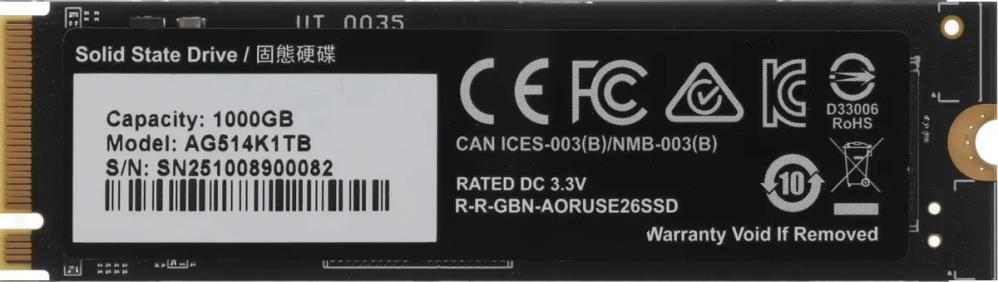 UT 0035
Solid State Drive / 固態硬碟
Capacity: 1000GB
Model: AG514K1TB
S/N: SN251008900082
CE FC
D33006
RoHS
CAN ICES-003(B)/NMB-003(B)
RATED DC 3.3V
R-R-GBN-AORUSE26SSD
10
Warranty Void If Removed